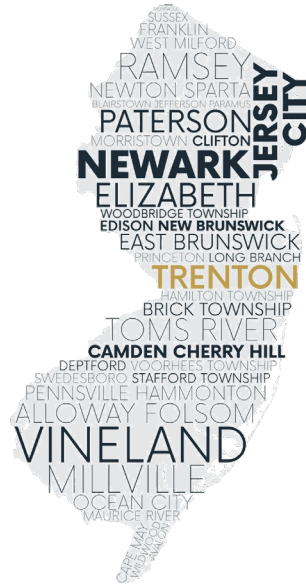 SUSSEX
FRANKLIN
WEST MILFORD
RAMSEY
NEWTON SPARTA
BLAIRSTOWN JEFFERSON PARAMUS
PATERSON
MORRISTOWN CLIFTON
JERSEY
CITY
NEWARK
ELIZABETH
WOODBRIDGE TOWNSHIP
EDISON NEW BRUNSWICK
EAST BRUNSWICK
PRINCETON LONG BRANCH
TRENTON
HAMILTON TOWNSHIP
BRICK TOWNSHIP
TOMS RIVER
CAMDEN CHERRY HILL
DEPTFORD VOORHEES TOWNSHIP
SWEDESBORO STAFFORD TOWNSHIP
PENNSVILLE HAMMONTON
ALLOWAY FOLSOM
VINELAND
MILLVILLE
OCEAN CITY
MAURICE RIVER
CAPE MAY
WILDWOOD
AVALON